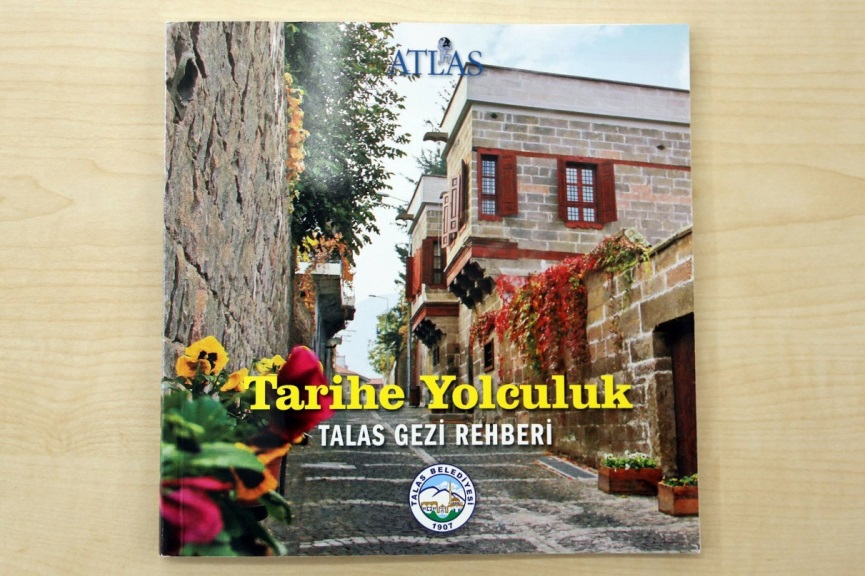 ATLAS
Tarihe Yolculuk
TALAS GEZİ REHBERİ
TALAS BELEDİYESİ
1907